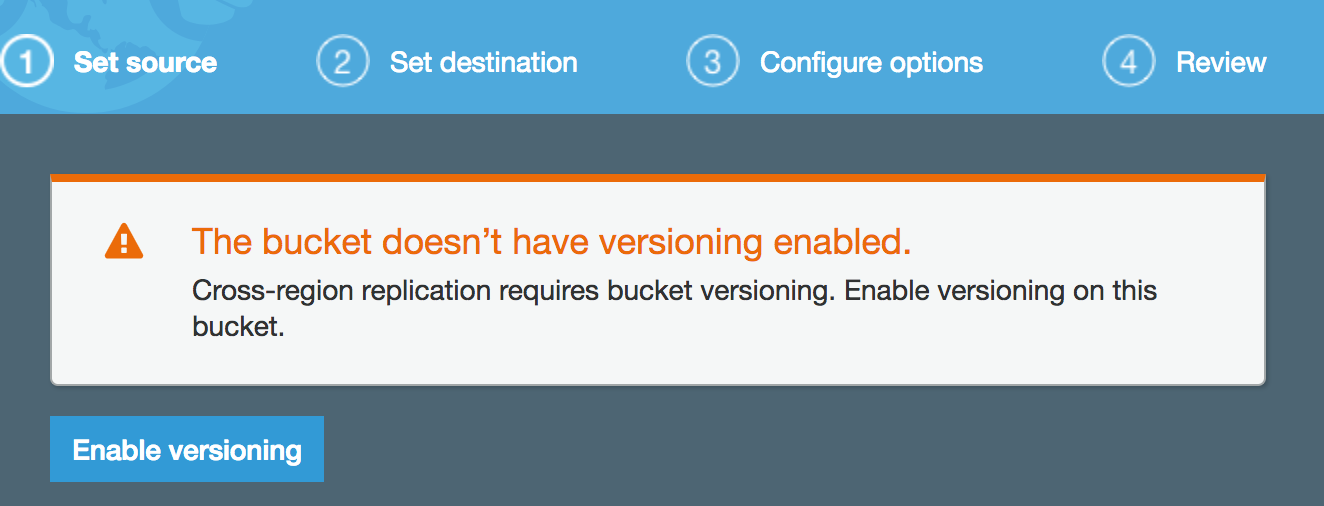 1 Set source 2 Set destination 3 Configure options 4 Review
The bucket doesn't have versioning enabled.
Cross-region replication requires bucket versioning. Enable versioning on this
bucket.
Enable versioning